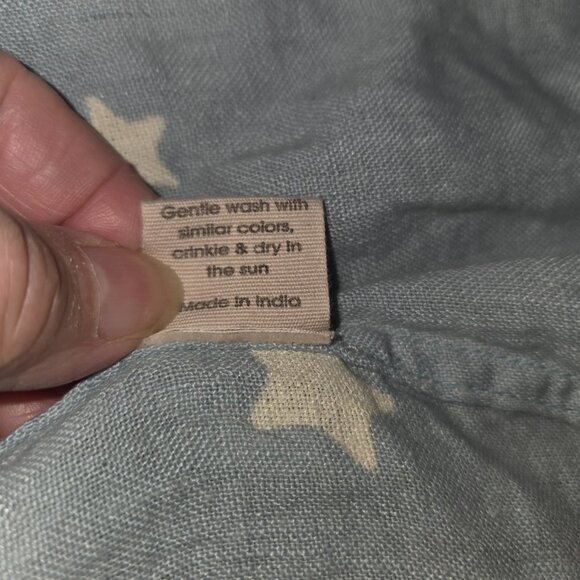 Gentle wash with
similar colors,
crinkle & dry in
the sun
Made in India